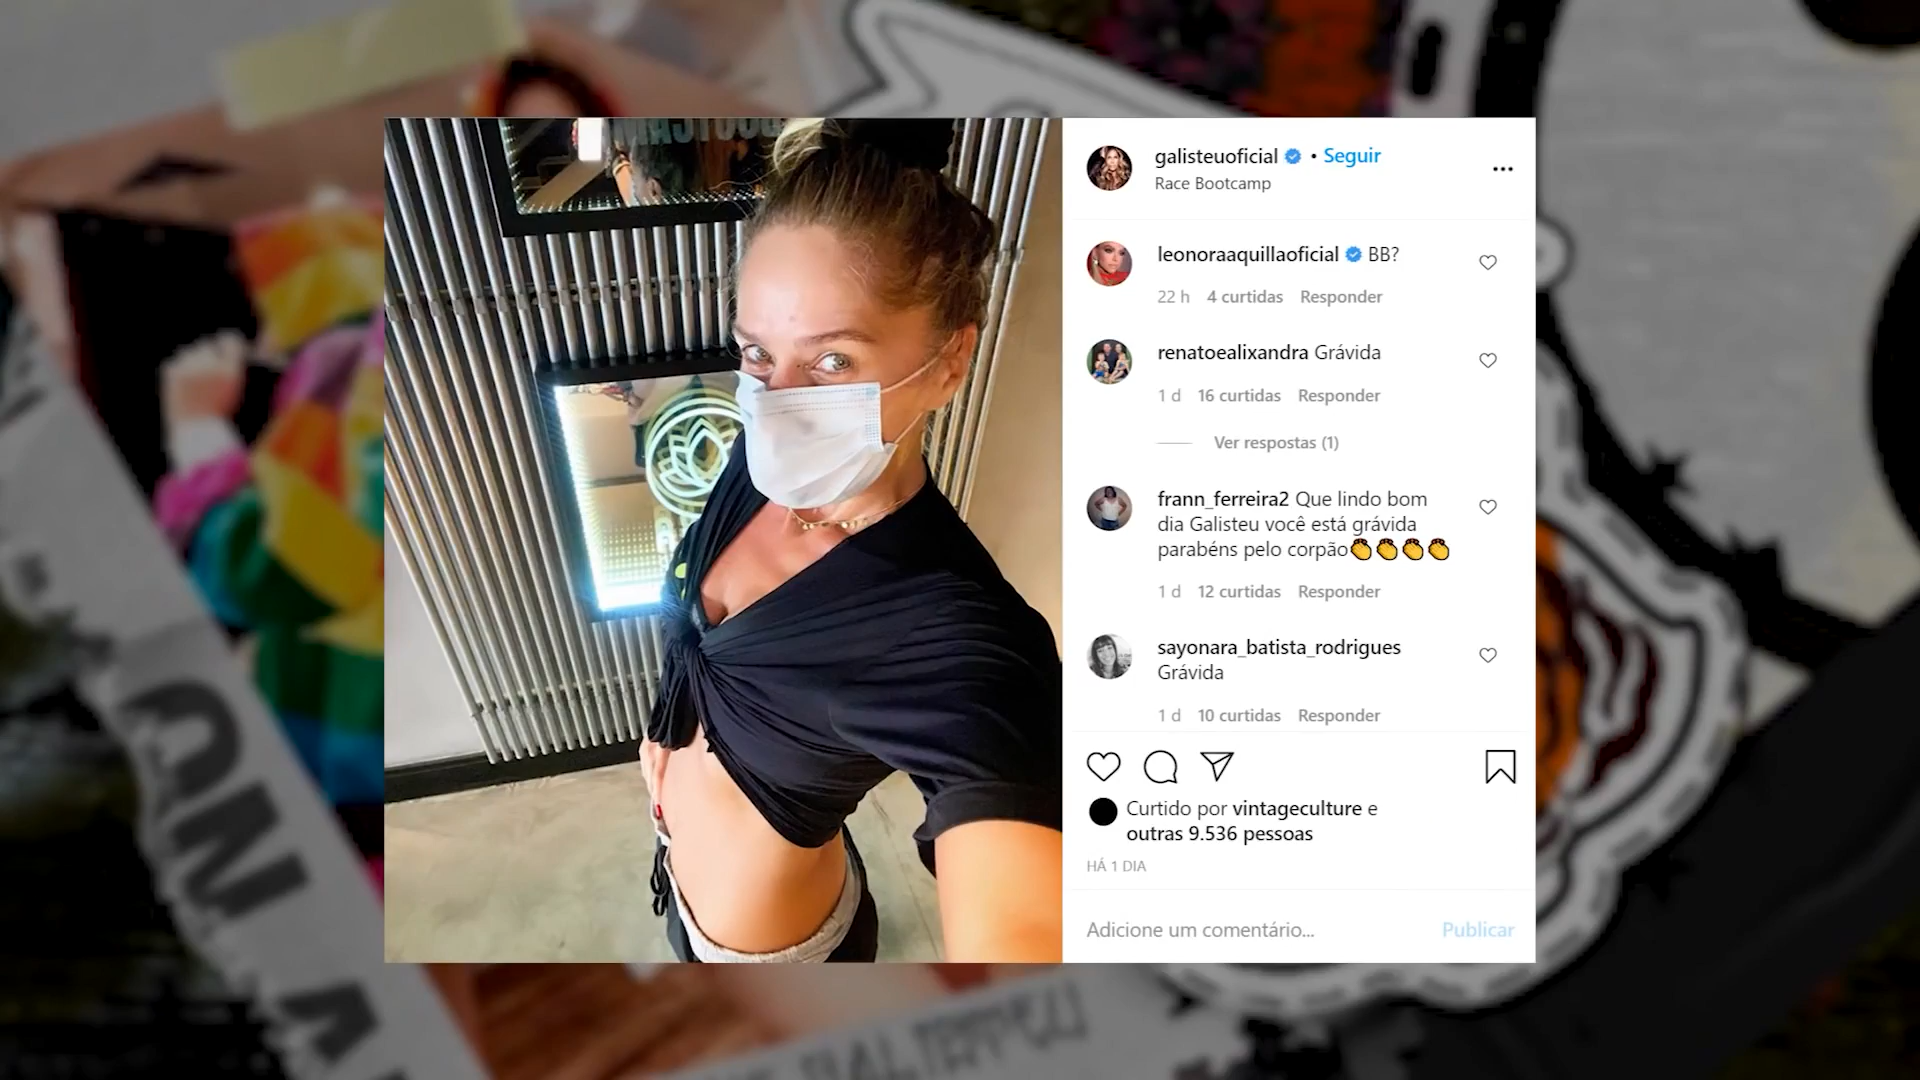 galisteuoficial • Seguir
Race Bootcamp
leonoraaquillaoficial BB?
22 h 4 curtidas Responder
renatoealixandra Grávida
1 d 16 curtidas Responder
Ver respostas (1)
frann_ferreira2 Que lindo bom
dia Galisteu você está grávida
parabéns pelo corpão👏👏👏👏
1 d 12 curtidas Responder
sayonara_batista_rodrigues
Grávida
1 d 10 curtidas Responder
Curtido por vintageculture e
outras 9.536 pessoas
HÁ 1 DIA
Adicione um comentário...
Publicar